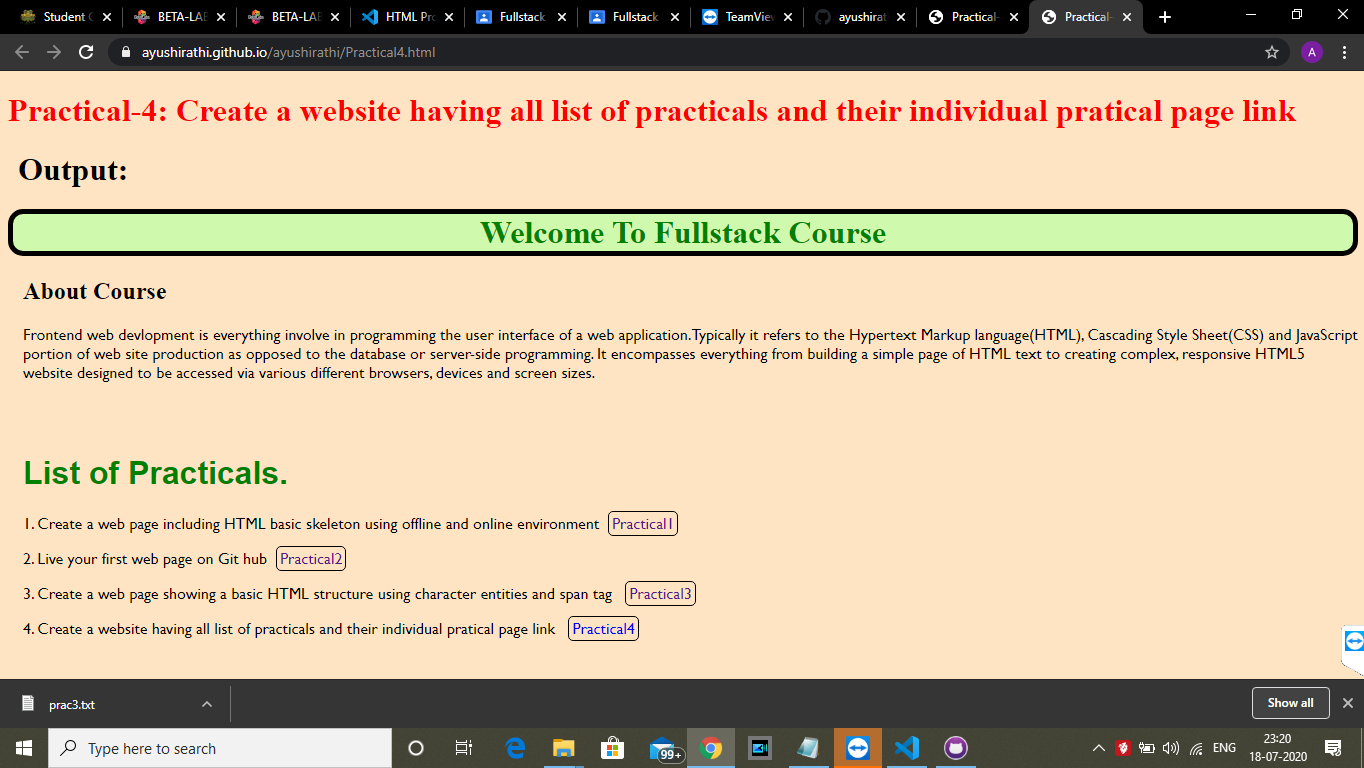 Student C
BETA-LAB
BETA-LAB
HTML Pro
Fullstack
Fullstack
TeamView
ayushirat
Practical-
Practical-
ayushirathi.github.io/ayushirathi/Practical4.html
A
Practical-4: Create a website having all list of practicals and their individual pratical page link
Output:
Welcome To Fullstack Course
About Course
Frontend web devlopment is everything involve in programming the user interface of a web application.Typically it refers to the Hypertext Markup language(HTML), Cascading Style Sheet(CSS) and JavaScript
portion of web site production as opposed to the database or server-side programming. It encompasses everything from building a simple page of HTML text to creating complex, responsive HTML5
website designed to be accessed via various different browsers, devices and screen sizes.
List of Practicals.
1. Create a web page including HTML basic skeleton using offline and online environment Practical1
2. Live your first web page on Git hub Practical2
3. Create a web page showing a basic HTML structure using character entities and span tag Practical3
4. Create a website having all list of practicals and their individual pratical page link Practical4
prac3.txt
Show all
Type here to search
99+
ENG
23:20
18-07-2020